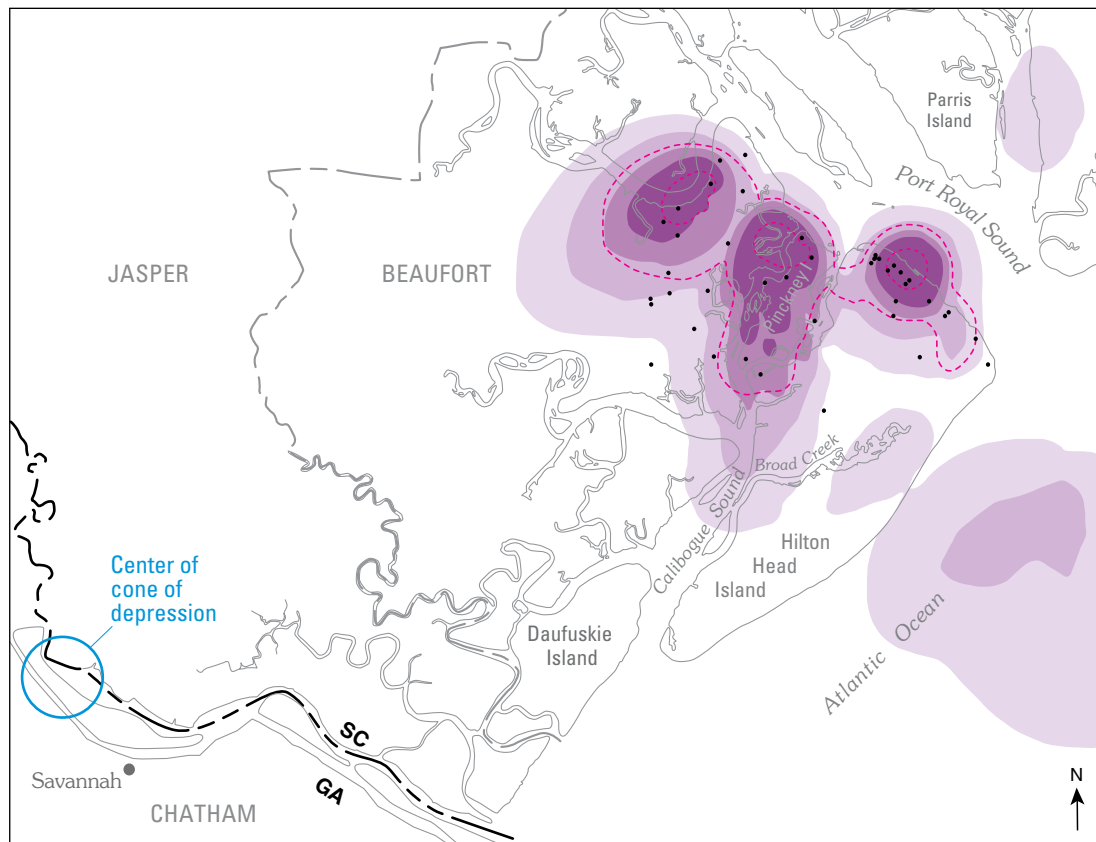 Parris
Island
Port Royal Sound
JASPER
BEAUFORT
Pinckney I
Broad Creek
Calibogue Sound
Hilton
Head
Island
Center of
cone of
depression
Daufuskie
Island
Atlantic Ocean
SC
GA
Savannah
CHATHAM
N